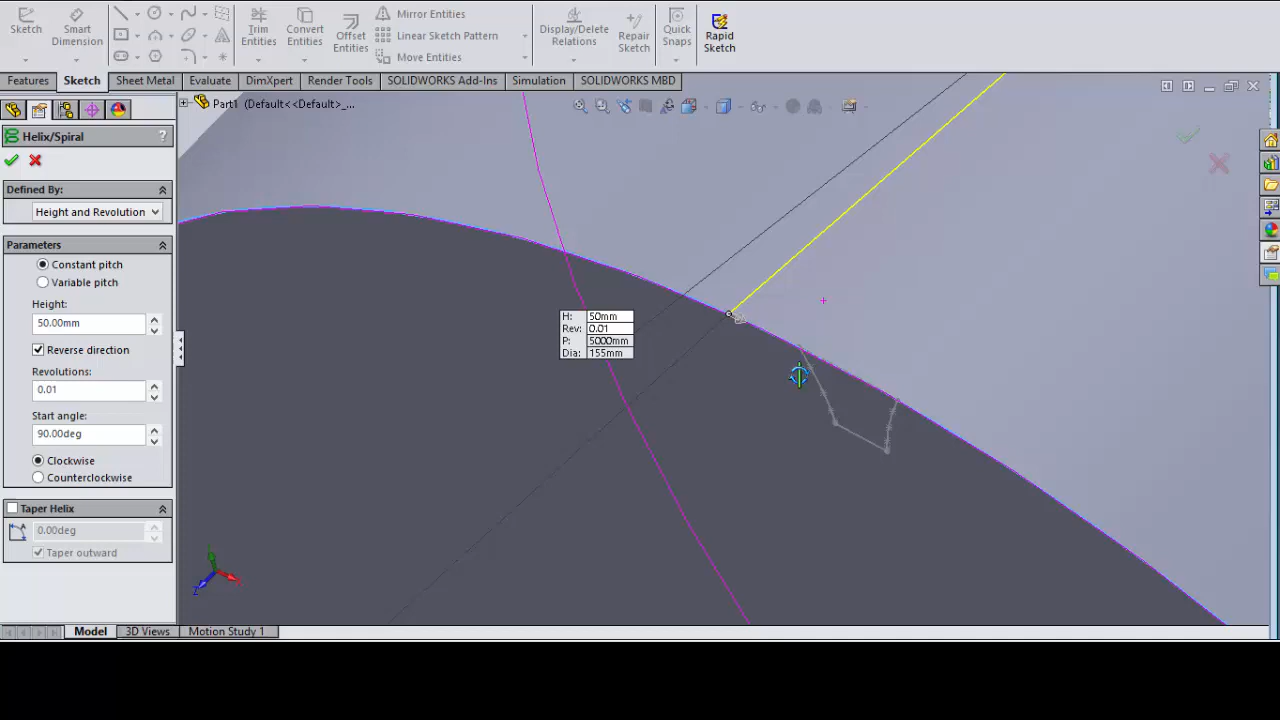 Sketch
Smart Dimension
Trim Entities
Convert Entities
Offset Entities
Mirror Entities
Linear Sketch Pattern
Move Entities
Display/Delete Relations
Repair Sketch
Quick Snaps
Rapid Sketch
Features
Sketch
Sheet Metal
Evaluate
DimXpert
Render Tools
SOLIDWORKS Add-Ins
Simulation
SOLIDWORKS MBD
Part1 (Default<<Default>_...
Helix/Spiral
?
Defined By:
Height and Revolution
Parameters
Constant pitch
Variable pitch
Height:
50.00mm
Reverse direction
Revolutions:
0.01
Start angle:
90.00deg
Clockwise
Counterclockwise
Taper Helix
0.00deg
Taper outward
H: 50mm
Rev: 0.01
P: 5000mm
Dia: 155mm
Model
3D Views
Motion Study 1